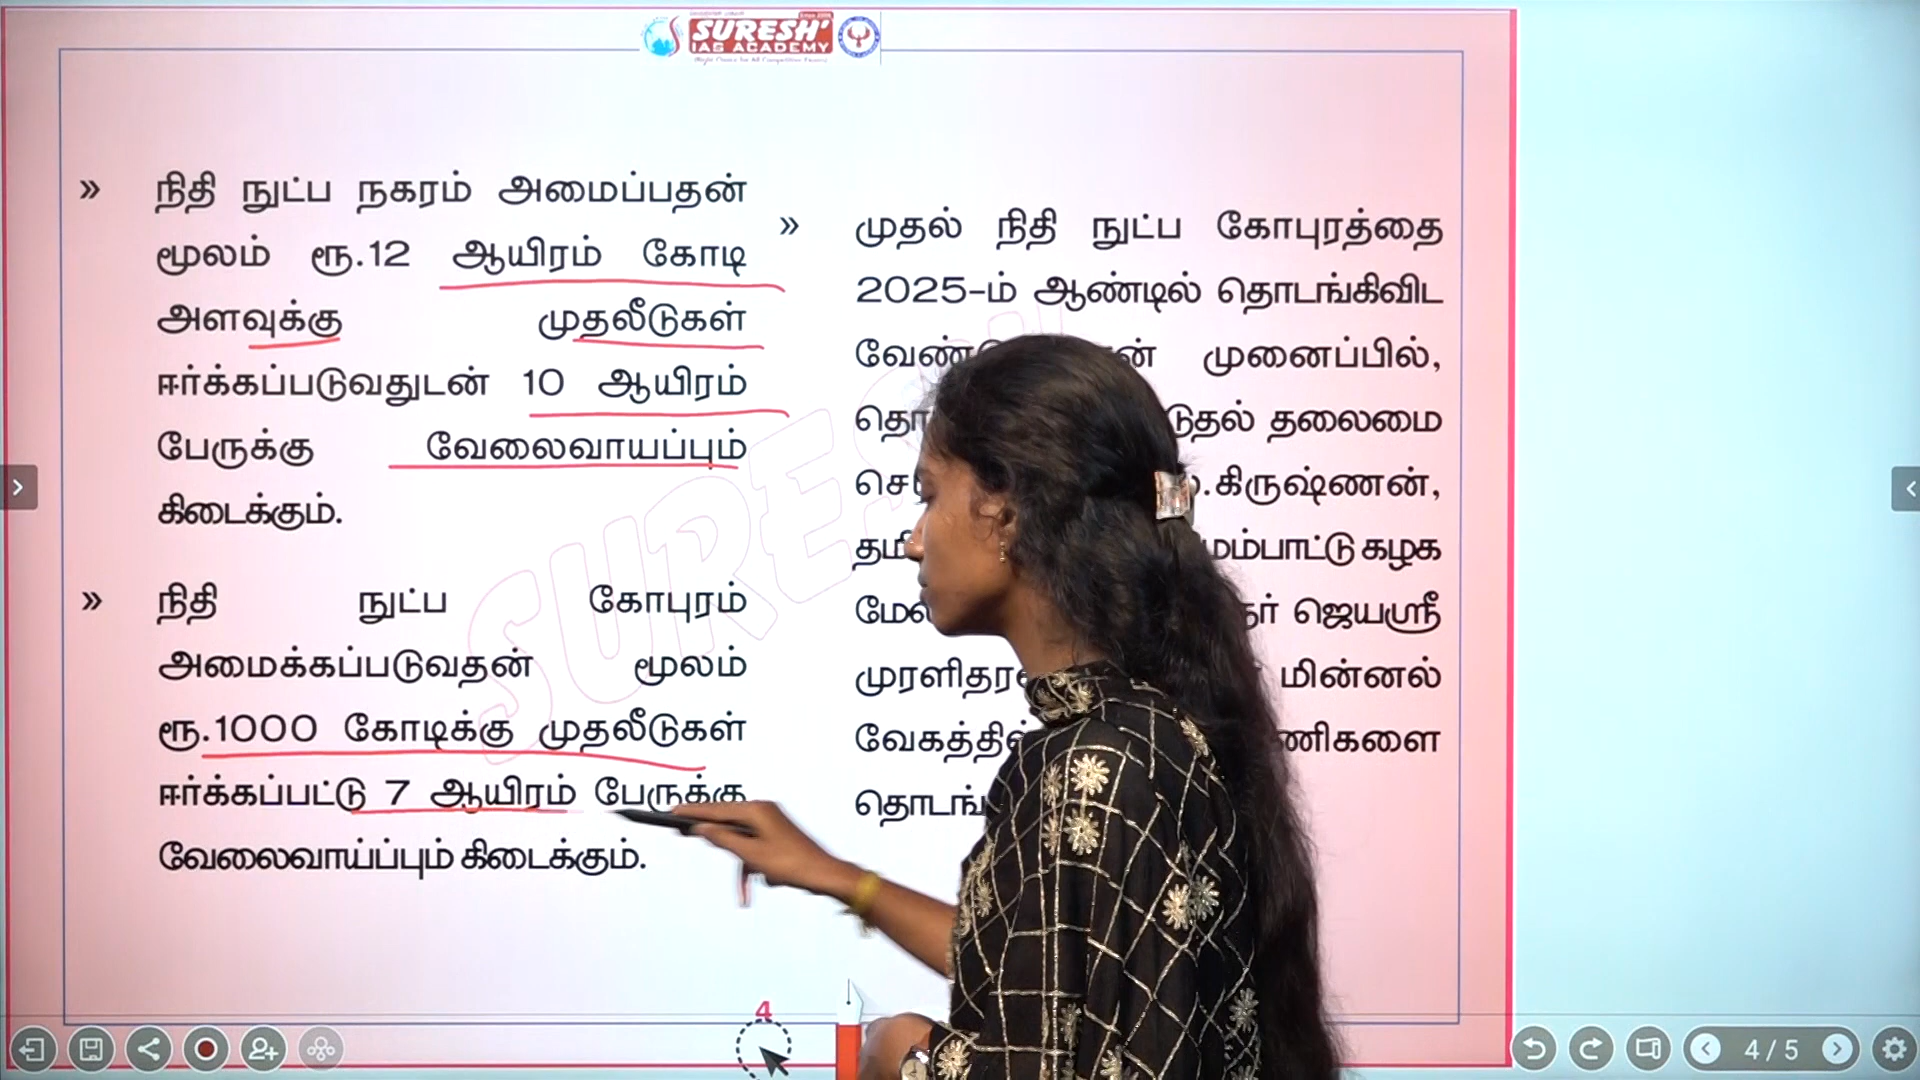 SURESH'
IAS ACADEMY
நிதி நுட்ப நகரம் அமைப்பதன்
மூலம் ரூ.12 ஆயிரம் கோடி
அளவுக்கு முதலீடுகள்
ஈர்க்கப்படுவதுடன் 10 ஆயிரம்
பேருக்கு வேலைவாயப்பும்
கிடைக்கும்.
நிதி நுட்ப கோபுரம்
அமைக்கப்படுவதன் மூலம்
ரூ.1000 கோடிக்கு முதலீடுகள்
ஈர்க்கப்பட்டு 7 ஆயிரம் பேருக்கு
வேலைவாய்ப்பும் கிடைக்கும்.
முதல் நிதி நுட்ப கோபுரத்தை
2025-ம் ஆண்டில் தொடங்கிவிட
முனைப்பில்,
தலைமை
கிருஷ்ணன்,
கழக
ஜெயஸ்ரீ
மின்னல்
SURESH
4
4 / 5